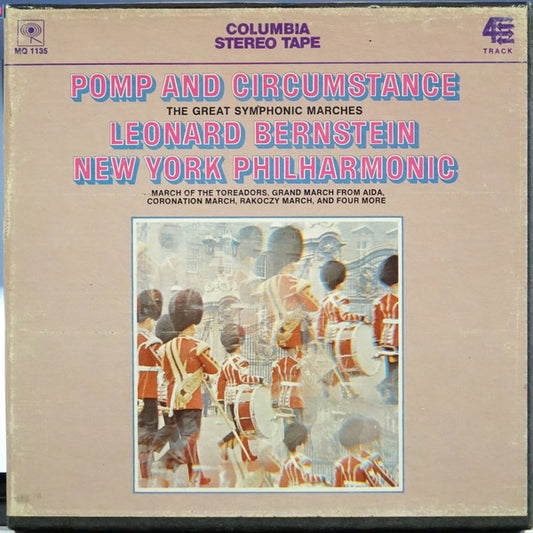 COLUMBIA
STEREO TAPE
MQ 1135
4
TRACK
POMP AND CIRCUMSTANCE
THE GREAT SYMPHONIC MARCHES
LEONARD BERNSTEIN
NEW YORK PHILHARMONIC
MARCH OF THE TOREADORS, GRAND MARCH FROM AIDA,
CORONATION MARCH, RAKOCZY MARCH, AND FOUR MORE